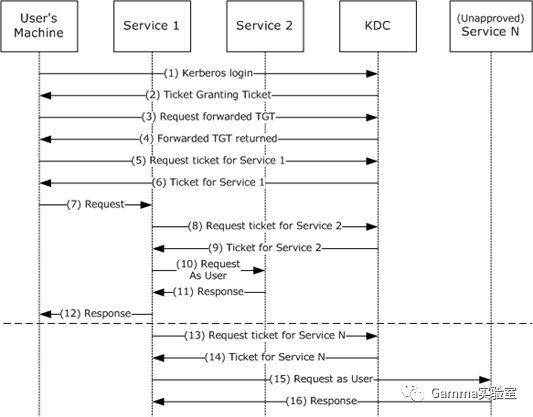 User's
Machine
Service 1
Service 2
KDC
(Unapproved)
Service N
(1) Kerberos login
(2) Ticket Granting Ticket
(3) Request forwarded TGT
(4) Forwarded TGT returned
(5) Request ticket for Service 1
(6) Ticket for Service 1
(7) Request
(8) Request ticket for Service 2
(9) Ticket for Service 2
(10) Request
As User
(11) Response
(12) Response
(13) Request ticket for Service N
(14) Ticket for Service N
(15) Request as User
Gamma实验室
(16) Response